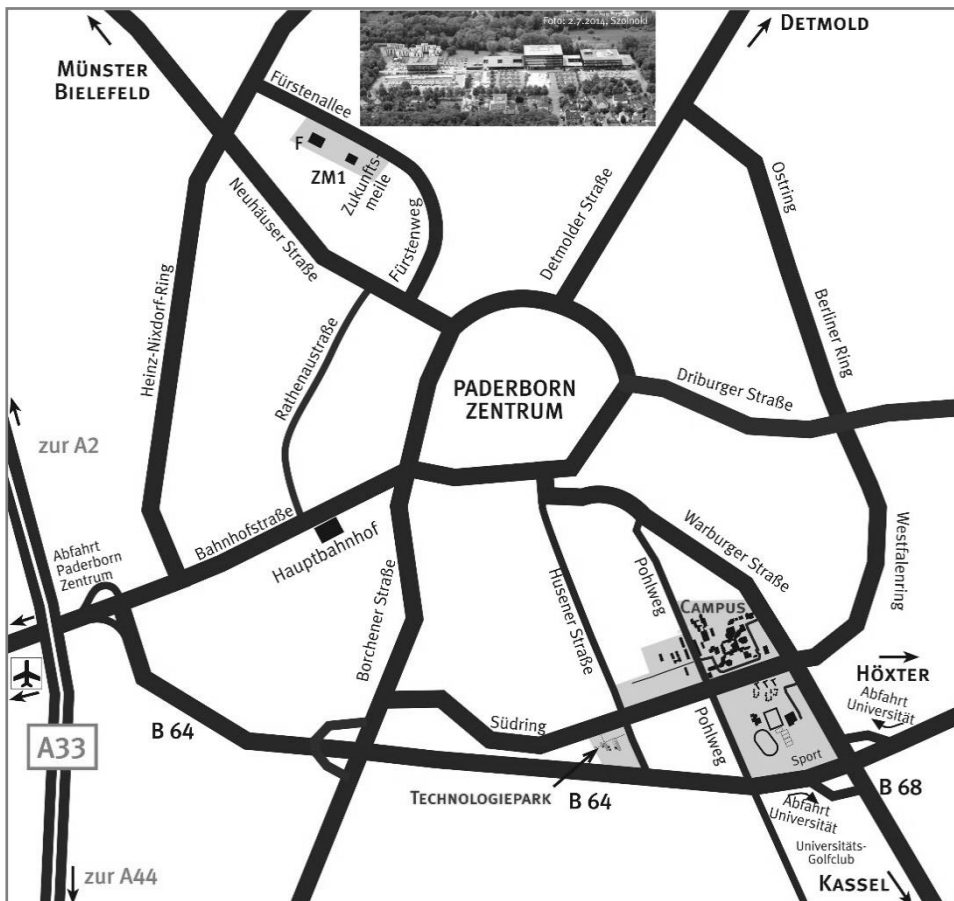 Foto: 2.7.2014, Szolnoki
DETMOLD
MÜNSTER
BIELEFELD
Fürstenallee
F
ZM1
Zukunfts-
meile
Fürstenweg
Neuhäuser Straße
Detmolder Straße
Ostring
Berliner Ring
Heinz-Nixdorf-Ring
Rathenaustraße
PADERBORN
ZENTRUM
Driburger Straße
zur A2
Abfahrt
Paderborn
Zentrum
Bahnhofstraße
Hauptbahnhof
Borchener Straße
Husener Straße
Pohlweg
Warburger Straße
Westfalenring
CAMPUS
HÖXTER
Abfahrt
Universität
A33
B 64
Südring
Pohlweg
Sport
TECHNOLOGIEPARK
B 64
B 68
Abfahrt
Universität
Universitäts-
Golfclub
KASSEL
zur A44